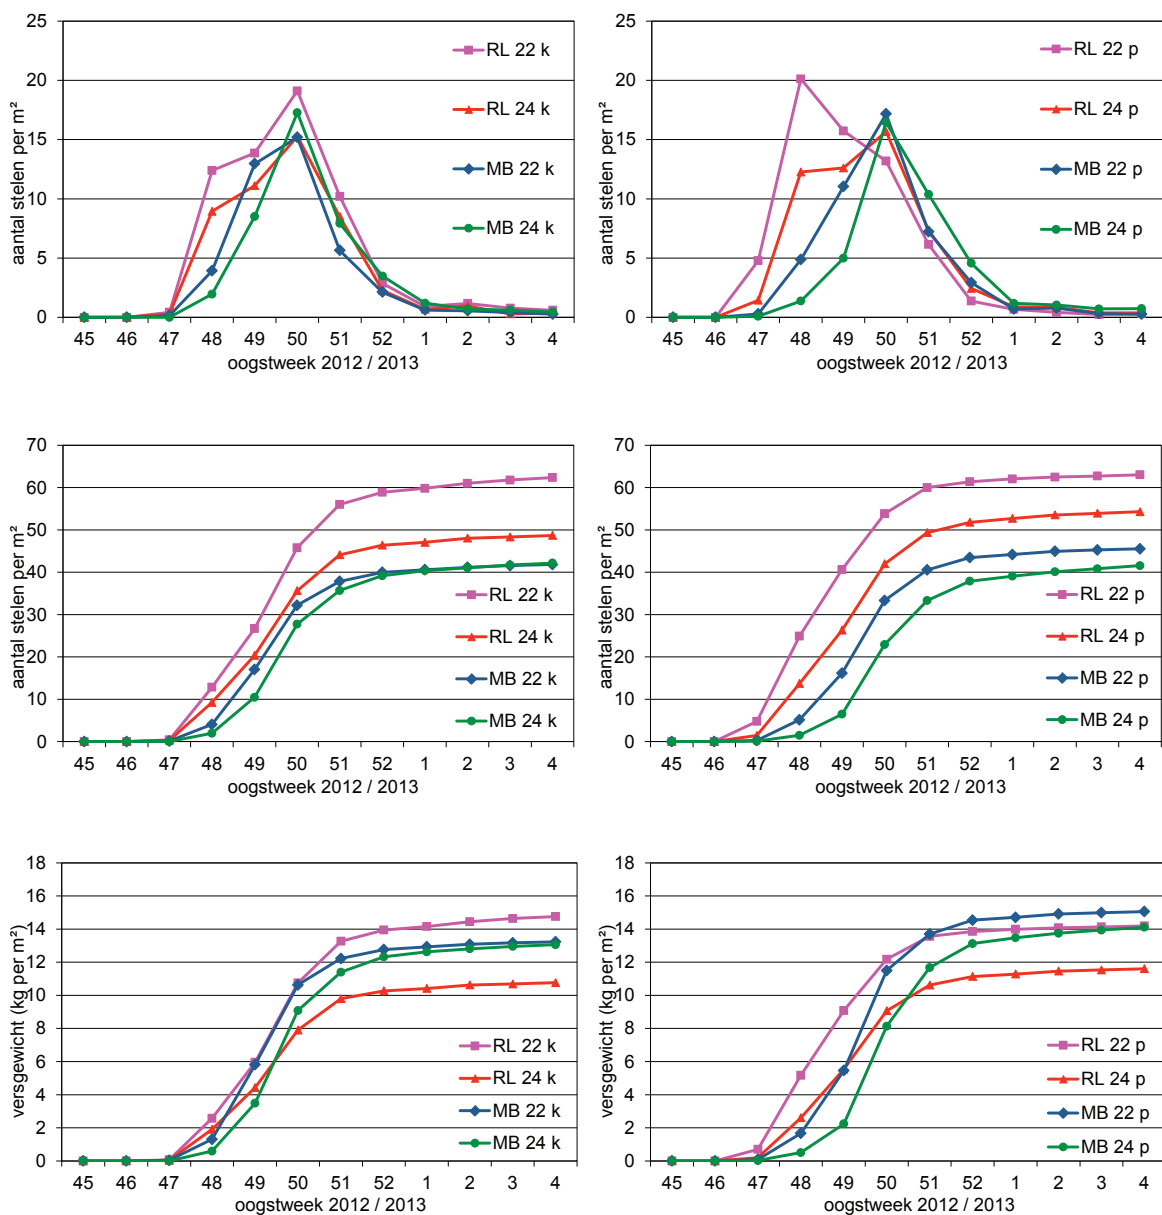 25
20
15
10
5
0
aantal stelen per m²
RL 22 k
RL 24 k
MB 22 k
MB 24 k
45 46 47 48 49 50 51 52 1 2 3 4
oogstweek 2012 / 2013
25
20
15
10
5
0
aantal stelen per m²
RL 22 p
RL 24 p
MB 22 p
MB 24 p
45 46 47 48 49 50 51 52 1 2 3 4
oogstweek 2012 / 2013
70
60
50
40
30
20
10
0
aantal stelen per m²
RL 22 k
RL 24 k
MB 22 k
MB 24 k
45 46 47 48 49 50 51 52 1 2 3 4
oogstweek 2012 / 2013
70
60
50
40
30
20
10
0
aantal stelen per m²
RL 22 p
RL 24 p
MB 22 p
MB 24 p
45 46 47 48 49 50 51 52 1 2 3 4
oogstweek 2012 / 2013
18
16
14
12
10
8
6
4
2
0
versgewicht (kg per m²)
RL 22 k
RL 24 k
MB 22 k
MB 24 k
45 46 47 48 49 50 51 52 1 2 3 4
oogstweek 2012 / 2013
18
16
14
12
10
8
6
4
2
0
versgewicht (kg per m²)
RL 22 p
RL 24 p
MB 22 p
MB 24 p
45 46 47 48 49 50 51 52 1 2 3 4
oogstweek 2012 / 2013